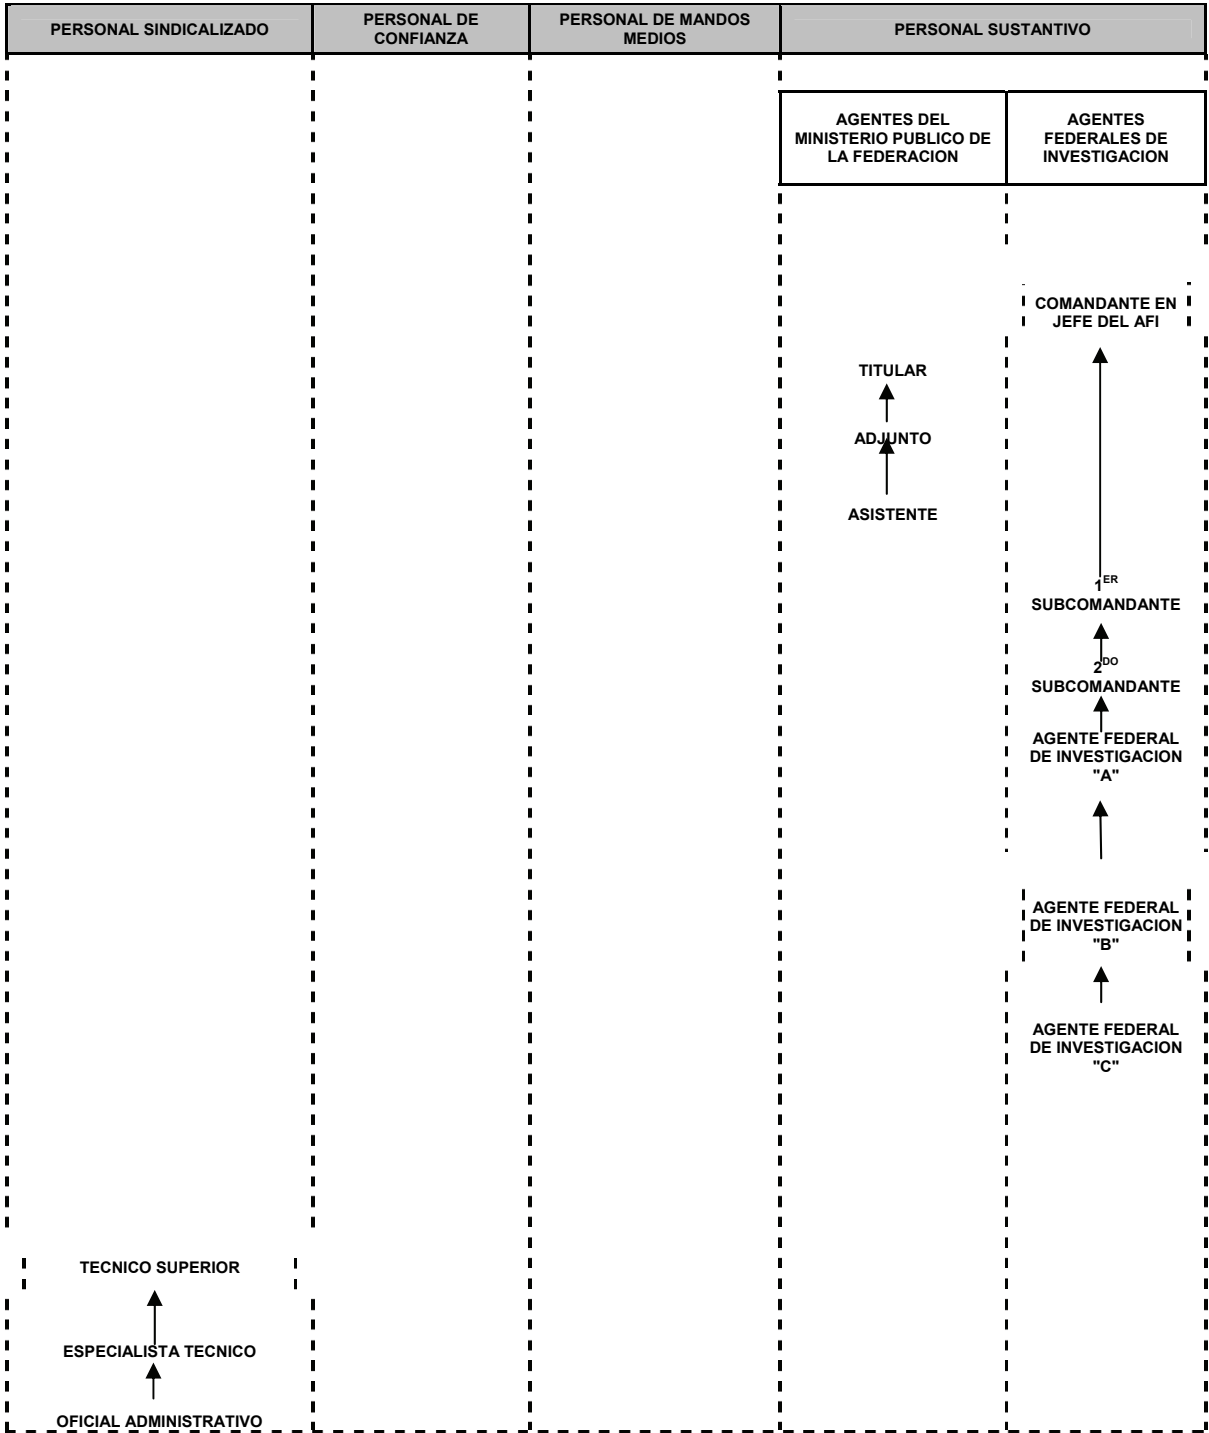 PERSONAL SINDICALIZADO
PERSONAL DE
CONFIANZA
PERSONAL DE MANDOS
MEDIOS
PERSONAL SUSTANTIVO
AGENTES DEL
MINISTERIO PUBLICO DE
LA FEDERACION
AGENTES
FEDERALES DE
INVESTIGACION
COMANDANTE EN
JEFE DEL AFI
TITULAR
ADJUNTO
ASISTENTE
1ER
SUBCOMANDANTE
2DO
SUBCOMANDANTE
AGENTE FEDERAL
DE INVESTIGACION
"A"
AGENTE FEDERAL
DE INVESTIGACION
"B"
AGENTE FEDERAL
DE INVESTIGACION
"C"
TECNICO SUPERIOR
ESPECIALISTA TECNICO
OFICIAL ADMINISTRATIVO